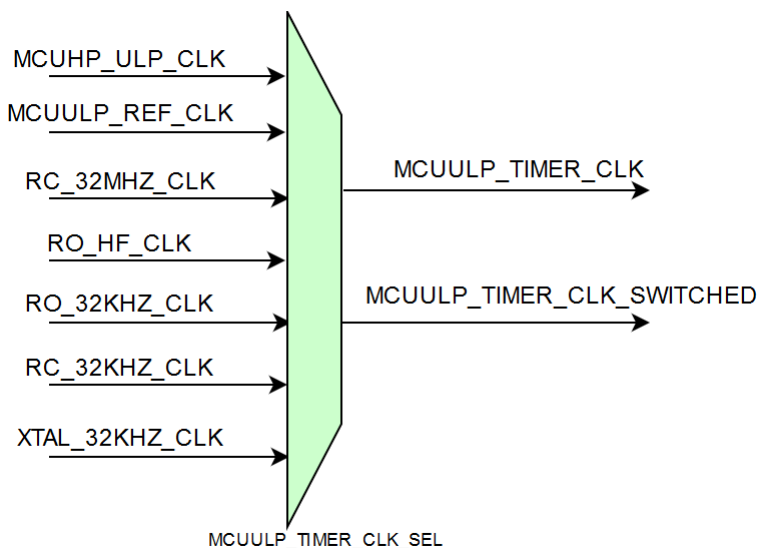 MCUHP_ULP_CLK
MCUULP_REF_CLK
RC_32MHZ_CLK
RO_HF_CLK
RO_32KHZ_CLK
RC_32KHZ_CLK
XTAL_32KHZ_CLK
MCUULP_TIMER_CLK
MCUULP_TIMER_CLK_SWITCHED
MCUULP_TIMER_CLK_SEL